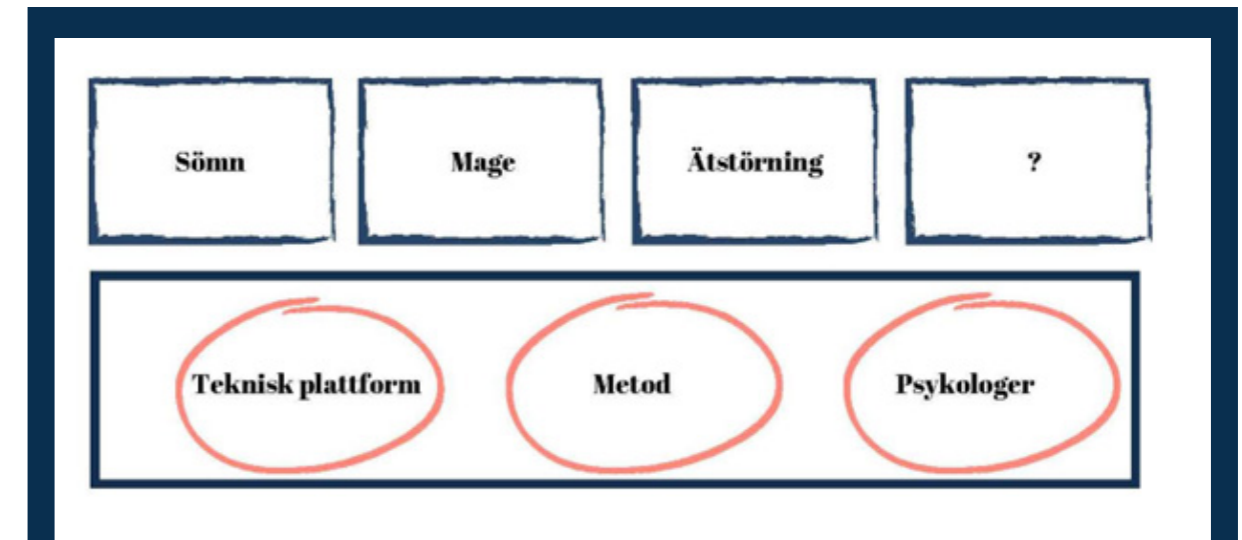 Sömn
Mage
Ätstörning
?
Teknisk plattform
Metod
Psykologer